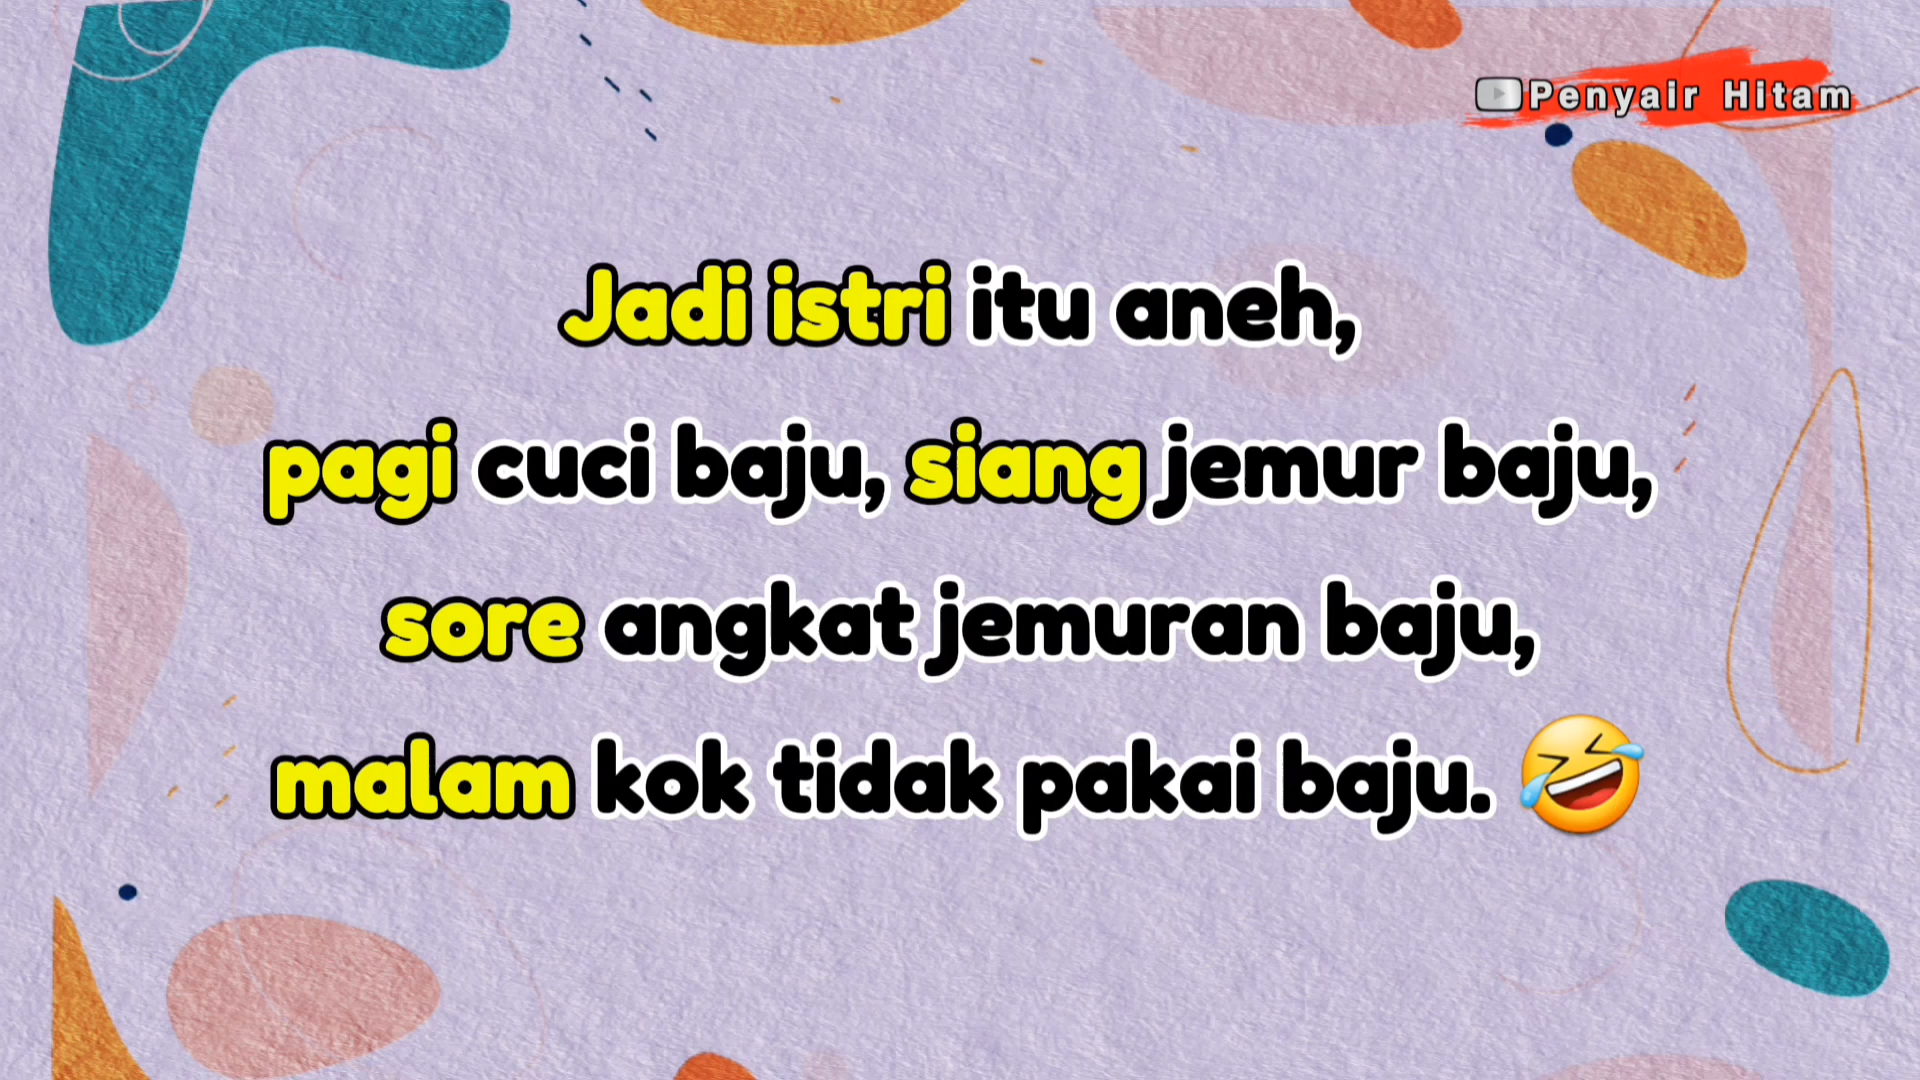 Penyair Hitam
Jadi istri itu aneh,
pagi cuci baju, siang jemur baju,
sore angkat jemuran baju,
malam kok tidak pakai baju. 🤣